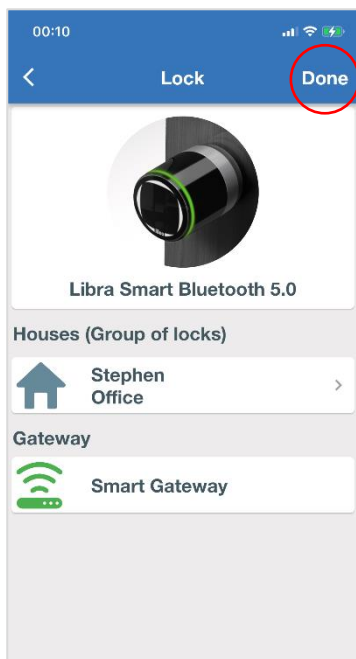 00:10
Lock
Done
Libra Smart Bluetooth 5.0
Houses (Group of locks)
Stephen
Office
Gateway
Smart Gateway